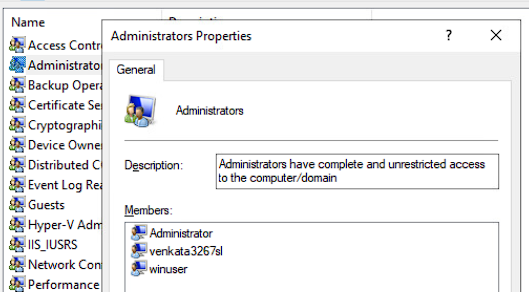 Name
Access Contr
Administrato
Backup Opera
Certificate Se
Cryptographi
Device Owne
Distributed C
Event Log Rea
Guests
Hyper-V Adm
IIS_IUSRS
Network Con
Performance
Administrators Properties
? ✕
General
Administrators
Description:
Administrators have complete and unrestricted access
to the computer/domain
Members:
Administrator
venkata3267sl
winuser